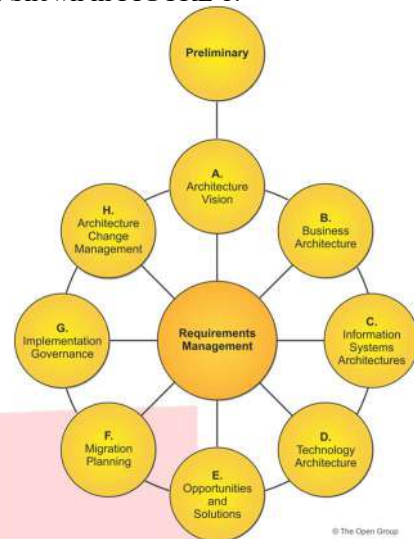 Preliminary
A.
Architecture
Vision
H.
Architecture
Change
Management
B.
Business
Architecture
G.
Implementation
Governance
Requirements
Management
C.
Information
Systems
Architectures
F.
Migration
Planning
D.
Technology
Architecture
E.
Opportunities
and
Solutions
© The Open Group